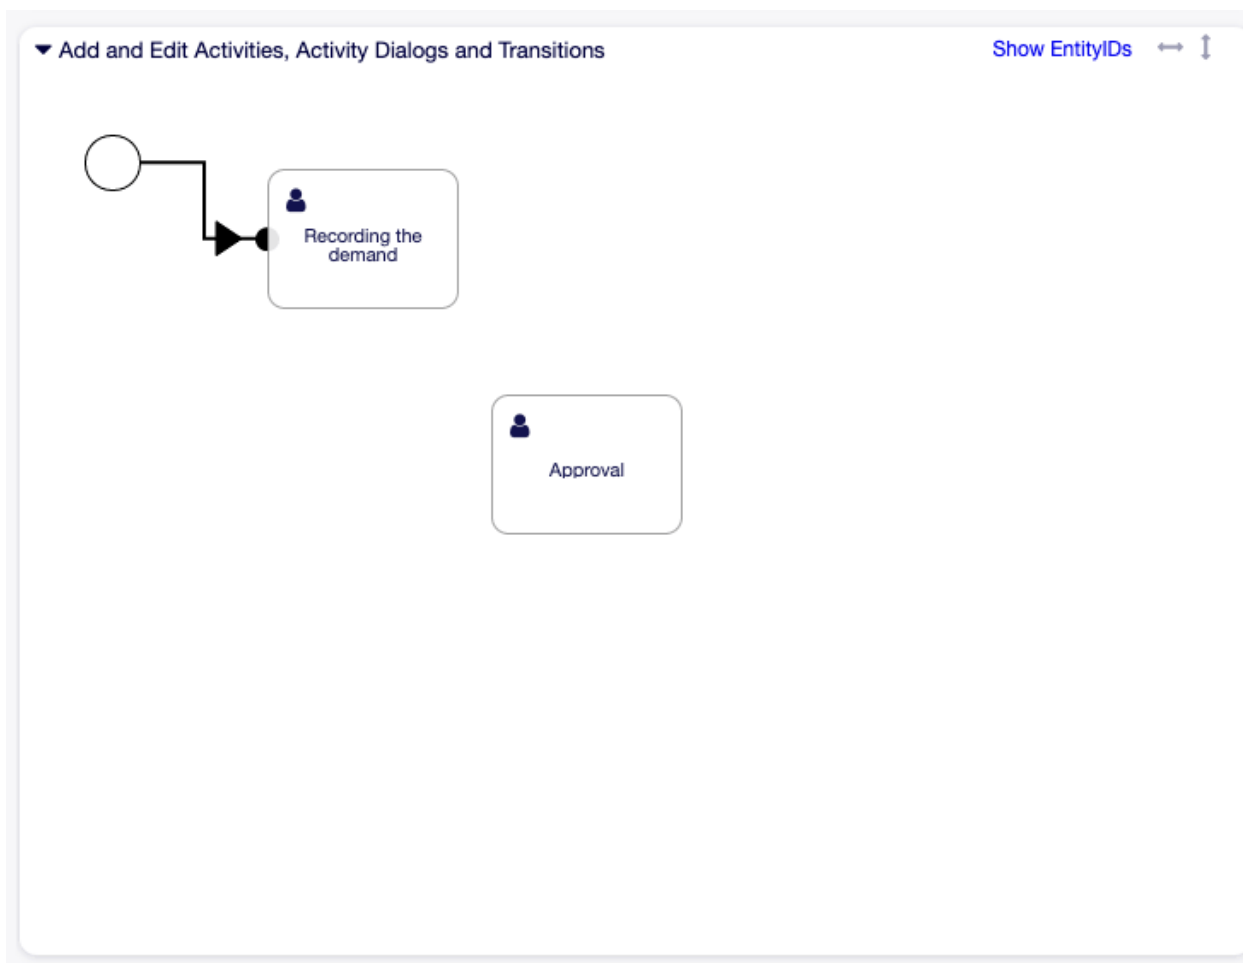 Add and Edit Activities, Activity Dialogs and Transitions
Show EntityIDs
Recording the
demand
Approval